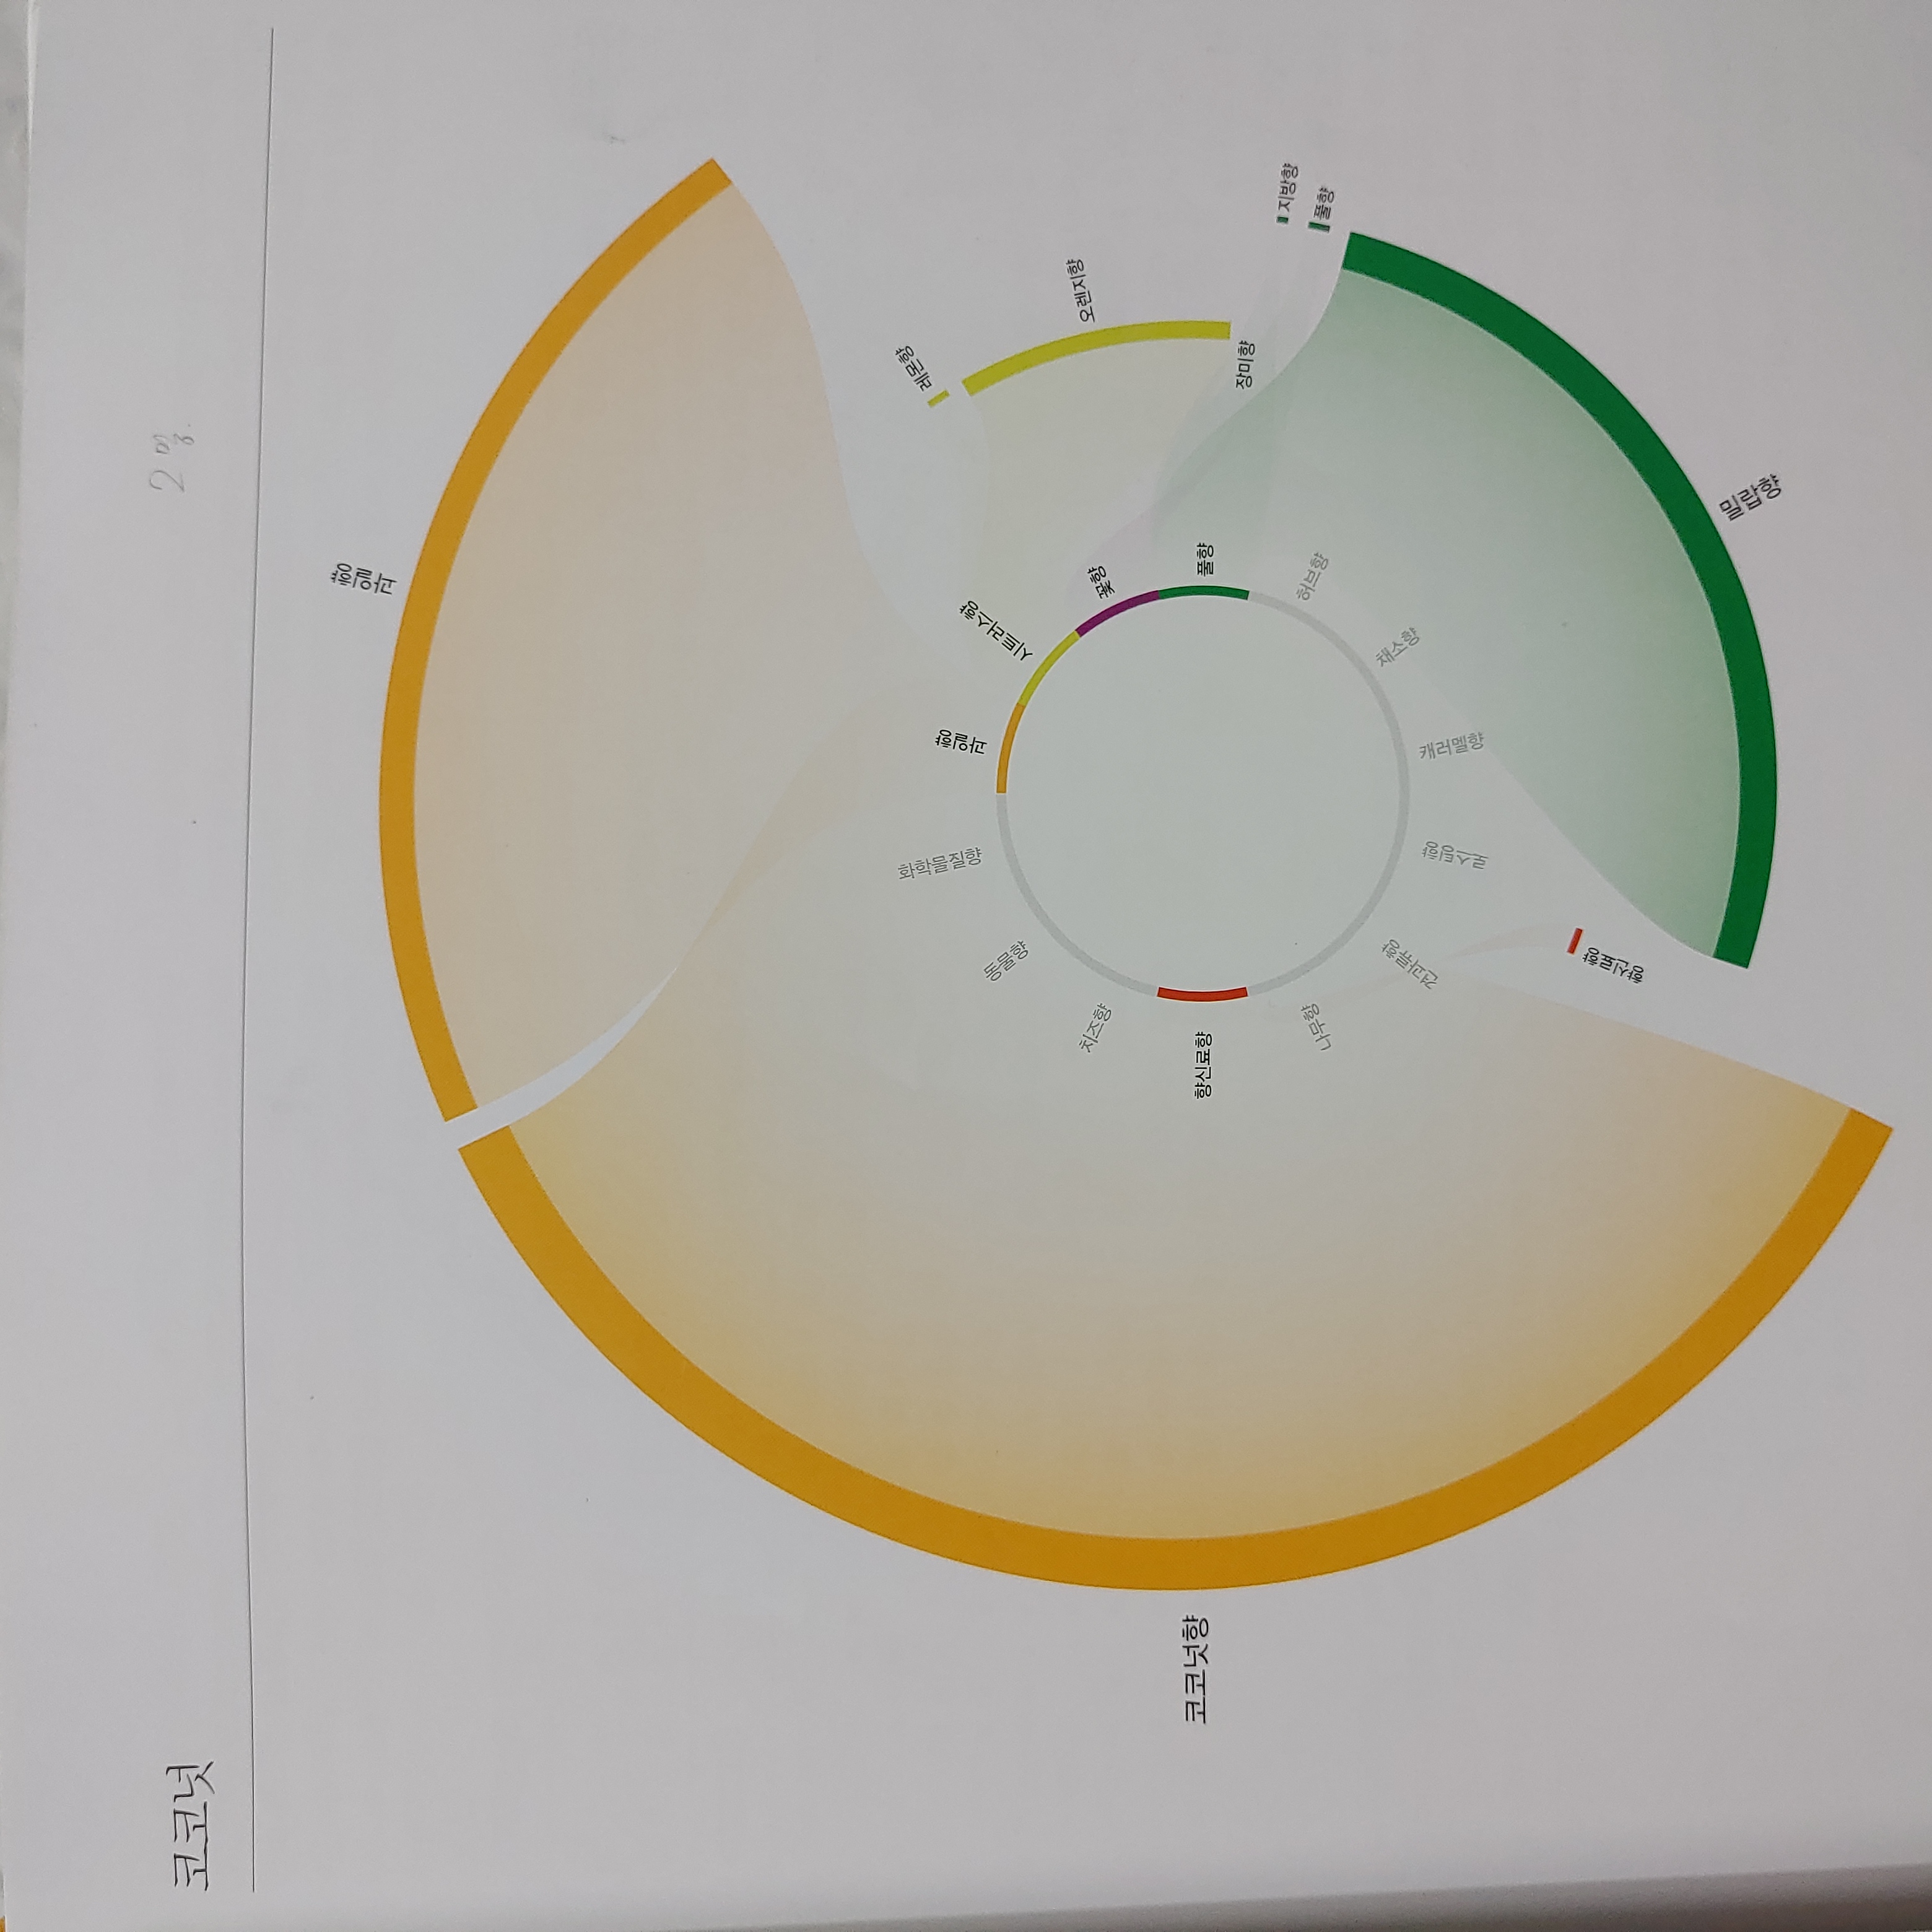 코코넛
2명.
과일향
코코넛향
레몬향
오렌지향
장미향
지방향
풀향
밀랍향
향신료향
과일향
시트러스향
꽃향
풀향
허브향
채소향
캐러멜향
로스팅향
견과류향
나무향
향신료향
치즈향
동물향
화학물질향